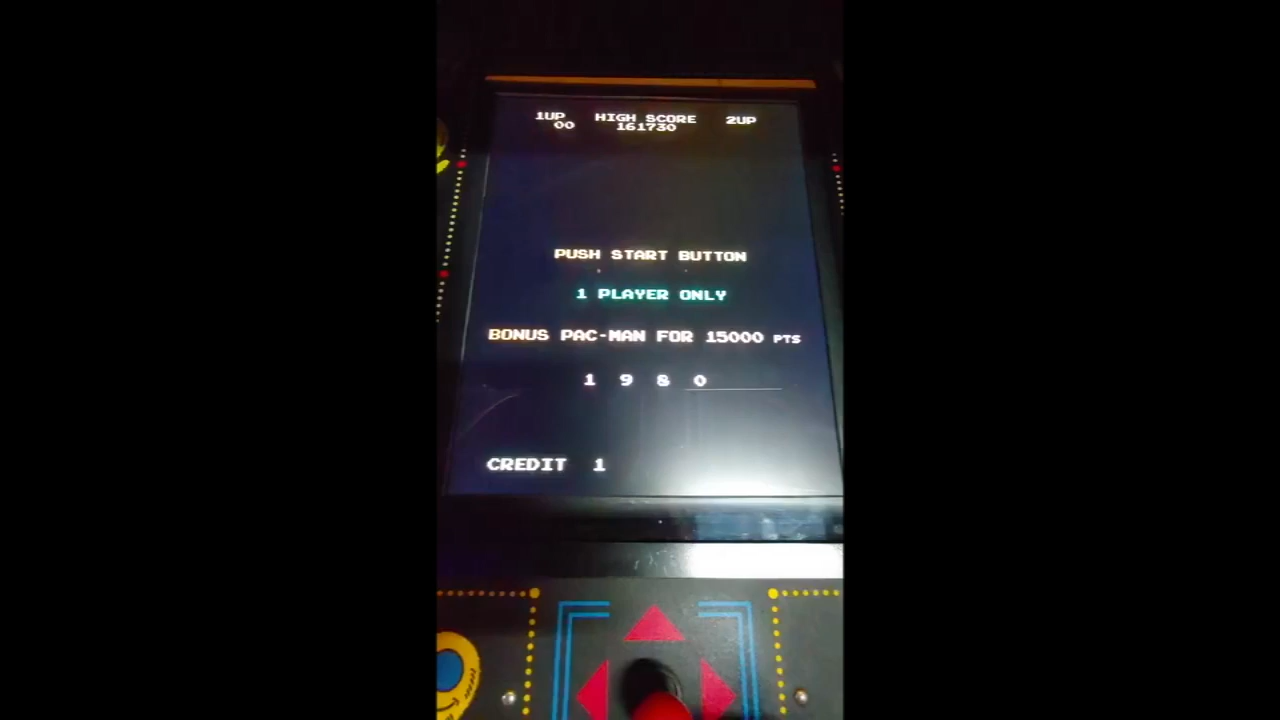 1UP HIGH SCORE 2UP
00 161730
PUSH START BUTTON
1 PLAYER ONLY
BONUS PAC-MAN FOR 15000 PTS
1 9 8 0
CREDIT 1